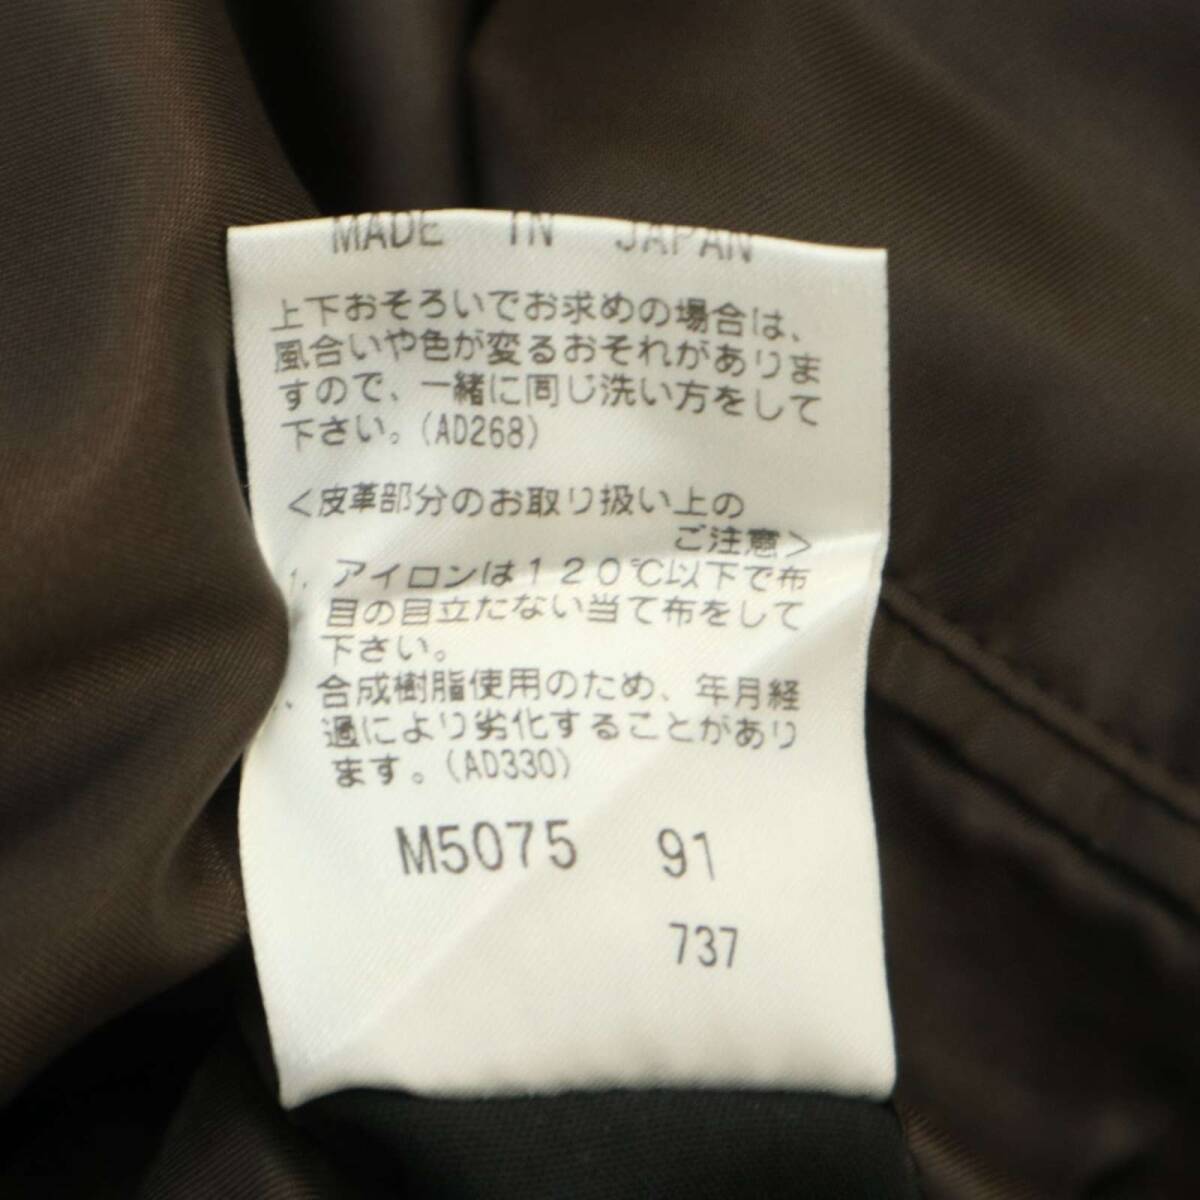 MADE IN JAPAN
上下おそろいでお求めの場合は、
風合いや色が変るおそれがありま
すので、一緒に同じ洗い方をして
下さい。(AD268)
<皮革部分のお取り扱い上の
ご注意>
1. アイロンは120℃以下で布
目の目立たない当て布をして
下さい。
. 合成樹脂使用のため、年月経
過により劣化することがあり
ます。(AD330)
M5075 91
737